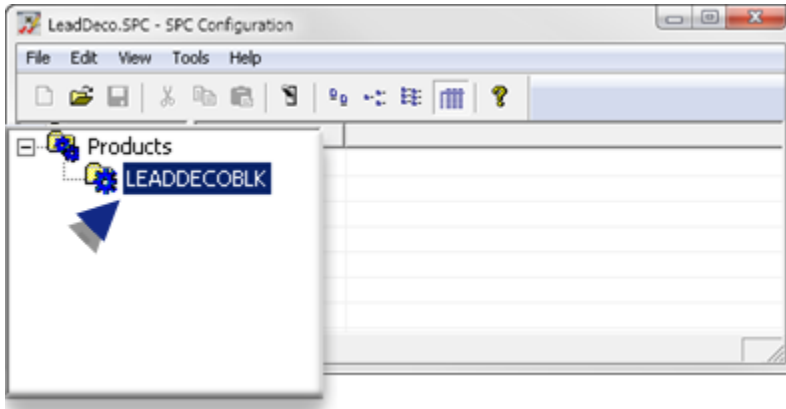 LeadDeco.SPC - SPC Configuration
File Edit View Tools Help
Products
LEADDECOBLK